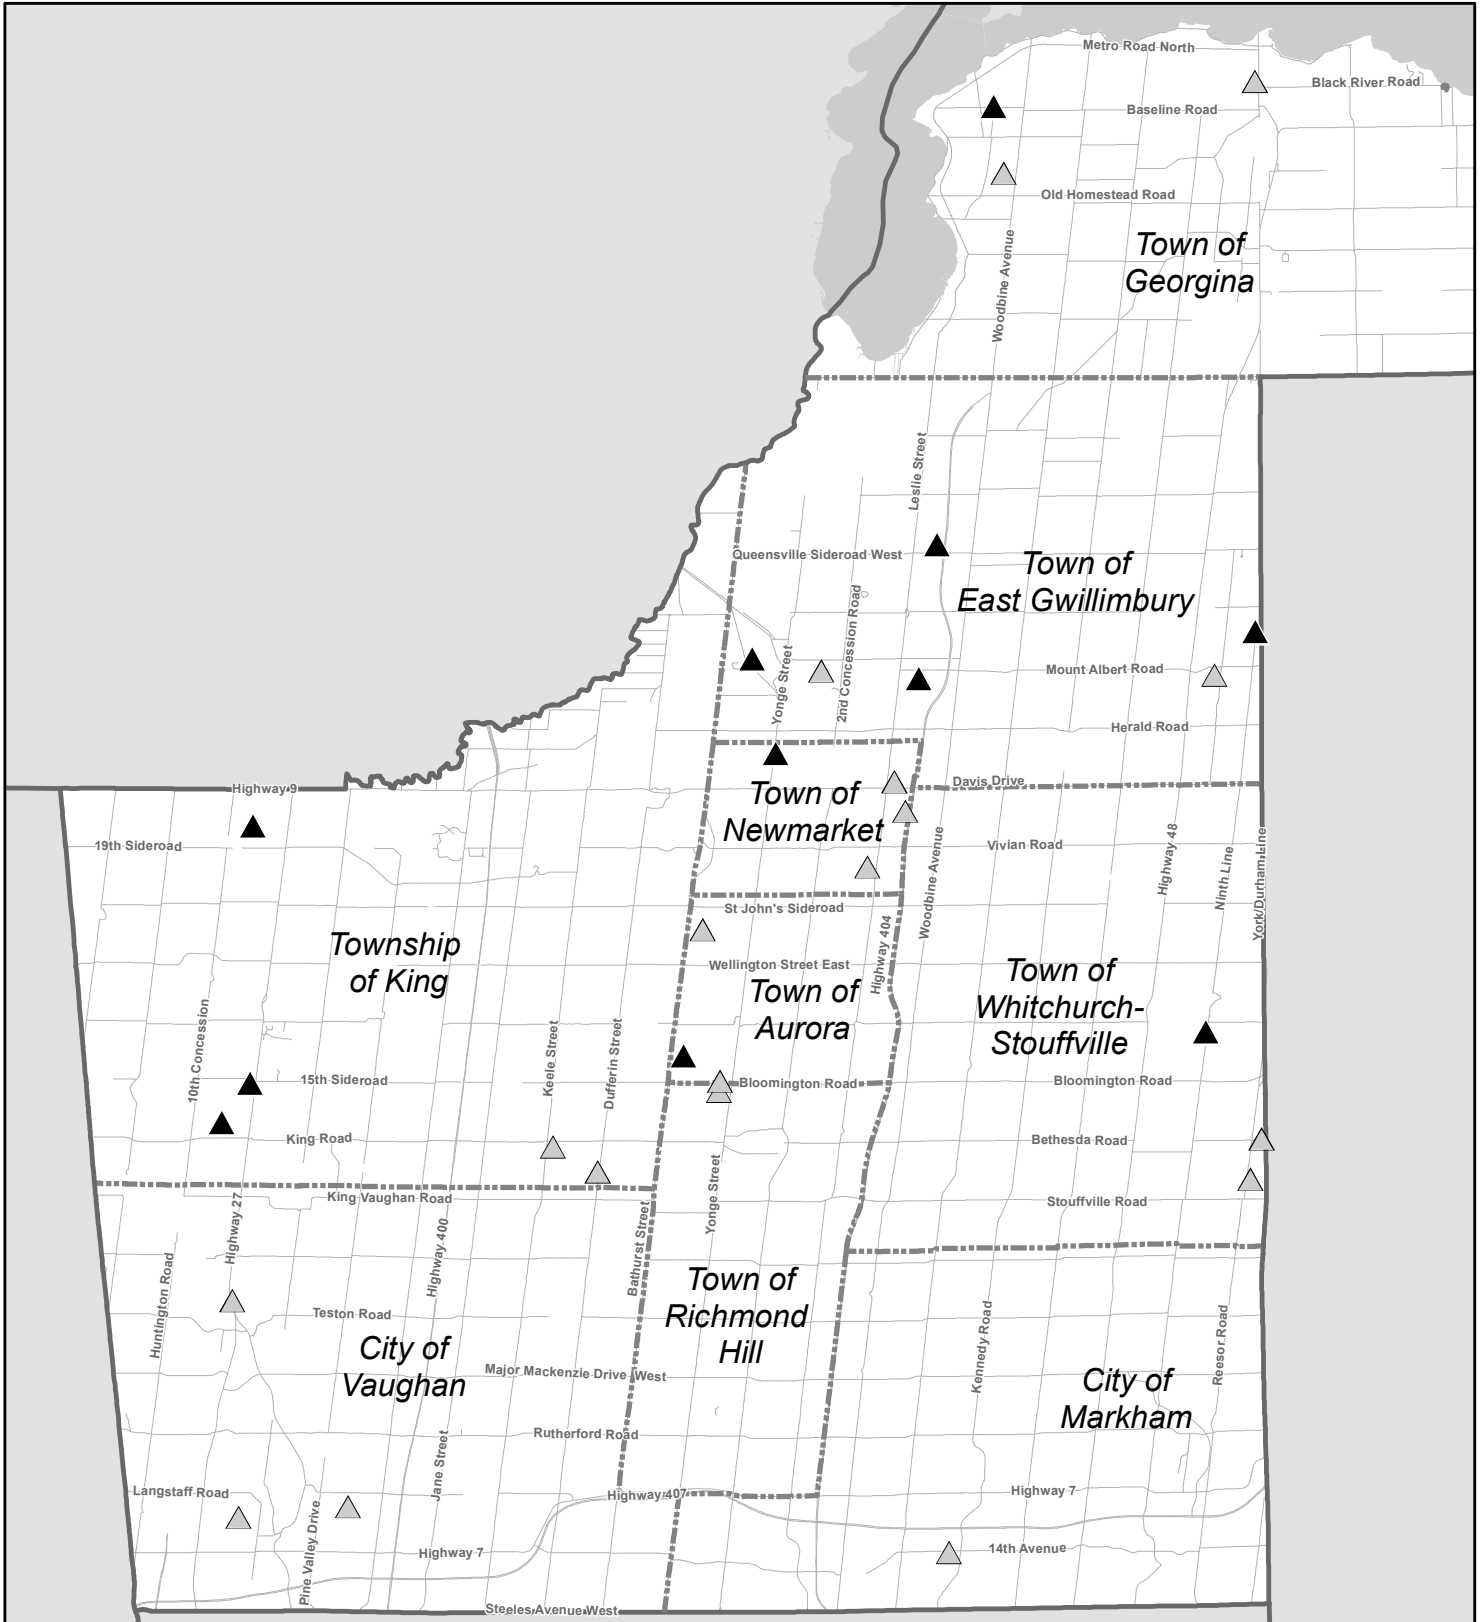 Metro Road North
Black River Road
Baseline Road
Old Homestead Road
Town of
Georgina
Woodbine Avenue
Leslie Street
Queensville Sideroad West
Town of
East Gwillimbury
2nd Concession Road
Yonge Street
Mount Albert Road
Herald Road
Davis Drive
Highway 9
Town of
Newmarket
19th Sideroad
Vivian Road
Highway 48
Ninth Line
York/Durham Line
Woodbine Avenue
St John's Sideroad
Highway 404
Township
of King
Wellington Street East
Town of
Aurora
Town of
Whitchurch-
Stouffville
10th Concession
Keele Street
Dufferin Street
15th Sideroad
Bloomington Road
Bloomington Road
King Road
Bethesda Road
King Vaughan Road
Stouffville Road
Yonge Street
Highway 27
Highway 400
Bathurst Street
Huntington Road
Town of
Richmond
Hill
Teston Road
City of
Vaughan
Kennedy Road
Reesor Road
Major Mackenzie Drive West
City of
Markham
Rutherford Road
Jane Street
Langstaff Road
Highway 407
Highway 7
Pine Valley Drive
Highway 7
14th Avenue
Steeles Avenue West